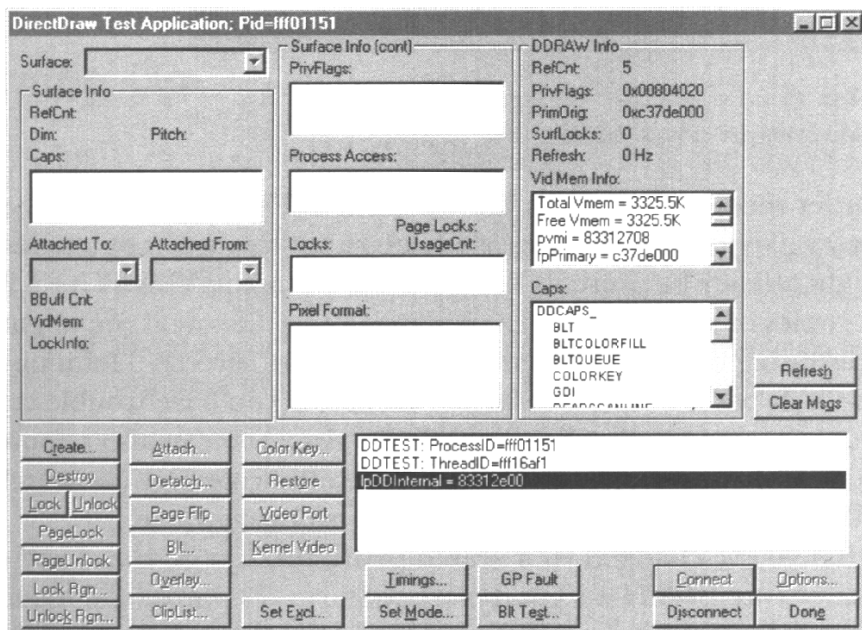 DirectDraw Test Application; Pid=fff01151
Surface:
Surface Info
RefCnt:
Dim: Pitch:
Caps:
Attached To: Attached From:
BBuff Cnt:
VidMem:
LockInfo:
Surface Info (cont)
PrivFlags:
Process Access:
Page Locks:
Locks: UsageCnt:
Pixel Format:
DDRAW Info
RefCnt: 5
PrivFlags: 0x00804020
PrimOrig: 0xc37de000
SurfLocks: 0
Refresh: 0 Hz
Vid Mem Info:
Total Vmem = 3325.5K
Free Vmem = 3325.5K
pvmi = 83312708
fpPrimary = c37de000
Caps:
DDCAPS_
BLT
BLTCOLORFILL
BLTQUEUE
COLORKEY
GDI
Refresh
Clear Msgs
Create... Attach... Color Key...
Destroy Detatch... Restore
Lock Unlock Page Flip Video Port
PageLock Blt... Kernel Video
PageUnlock Overlay...
Lock Rgn... ClipList... Set Excl...
Unlock Rgn...
DDTEST: ProcessID=fff01151
DDTEST: ThreadID=fff16af1
lpDDInternal = 83312e00
Timings... GP Fault Connect Options...
Set Mode... Blt Test... Disconnect Done